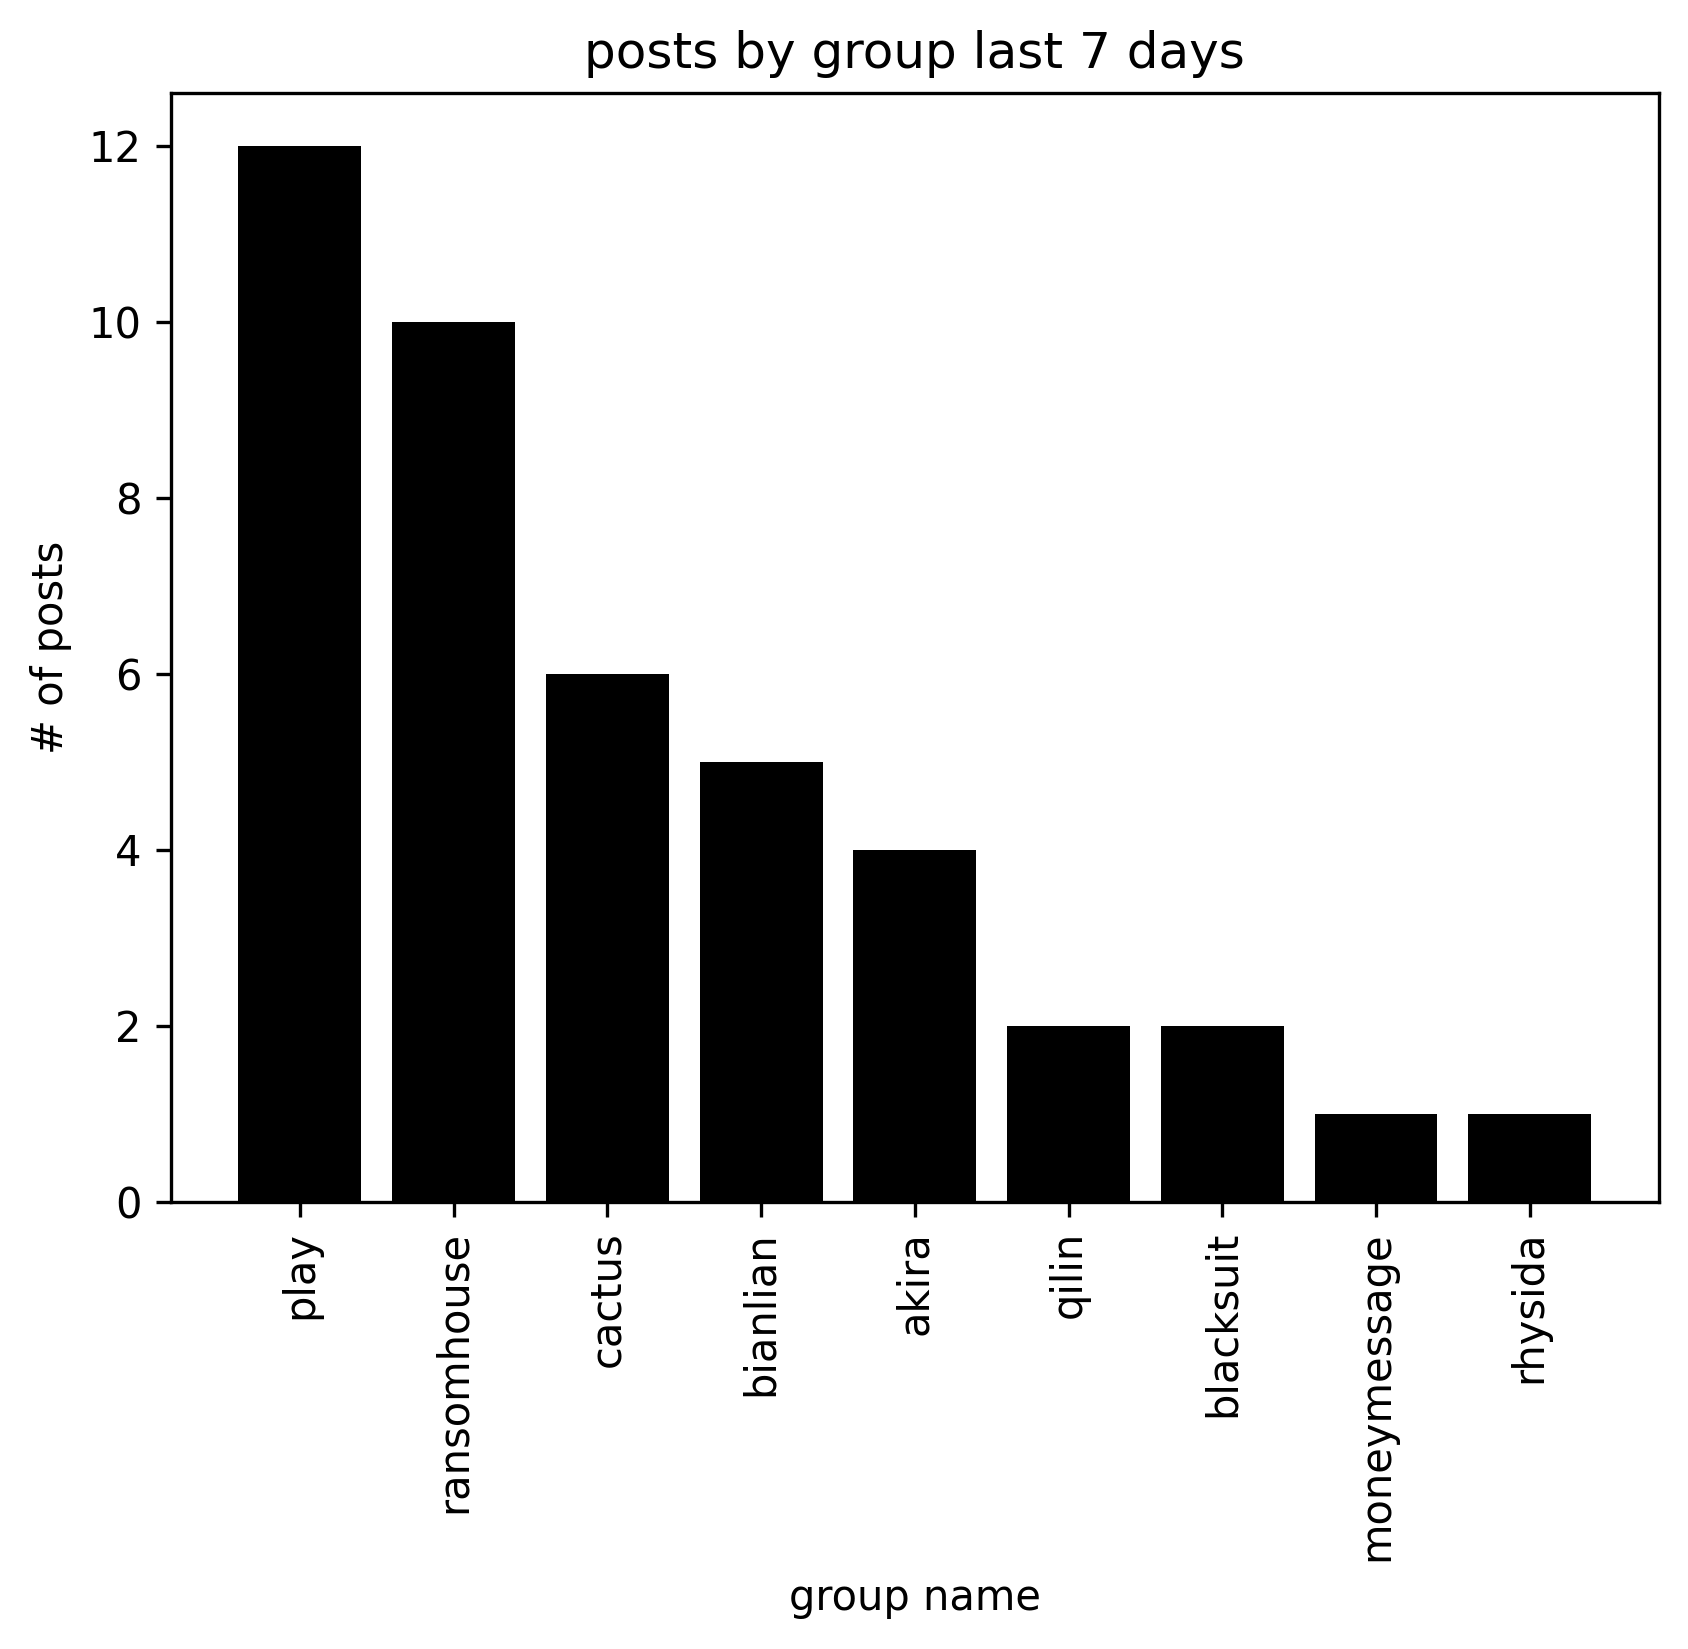 posts by group last 7 days
12
10
8
6
4
2
0
# of posts
play
ransomhouse
cactus
bianlian
akira
qilin
blacksuit
moneymessage
rhysida
group name